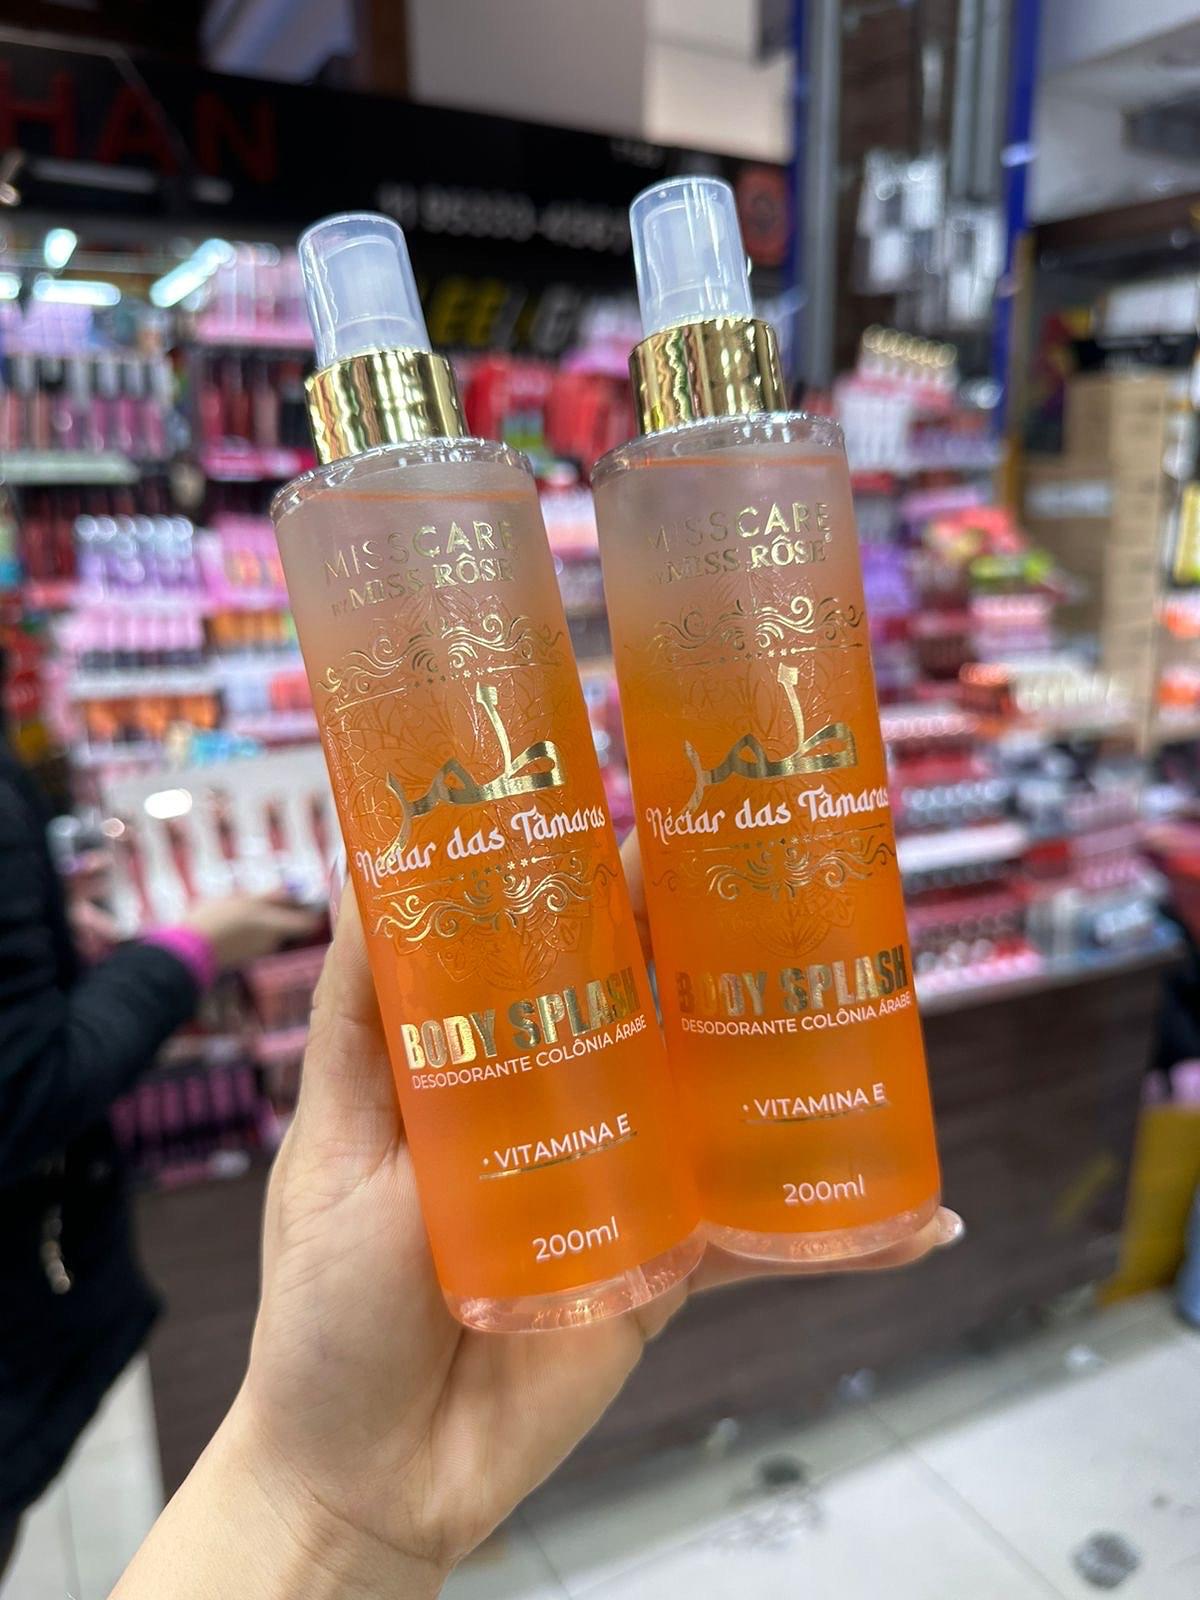 HAN
MISSCARE
BY MISS RÔSE
طمر
Néctar das Tâmaras
BODY SPLASH
DESODORANTE COLÔNIA ÁRABE
• VITAMINA E
200ml
MISSCARE
BY MISS RÔSE
طمر
Néctar das Tâmaras
BODY SPLASH
DESODORANTE COLÔNIA ÁRABE
• VITAMINA E
200ml